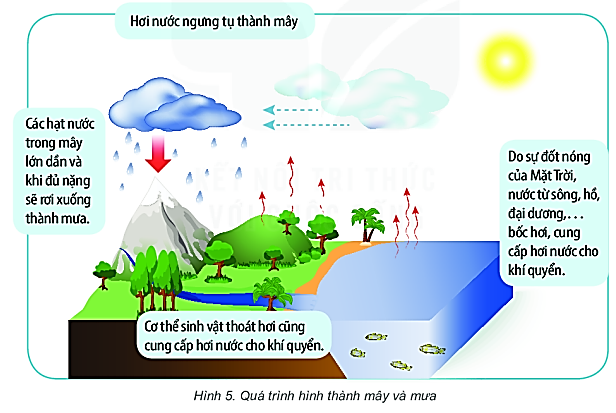 Hơi nước ngưng tụ thành mây
Các hạt nước
trong mây
lớn dần và
khi đủ nặng
sẽ rơi xuống
thành mưa.
Do sự đốt nóng
của Mặt Trời,
nước từ sông, hồ,
đại dương,…
bốc hơi, cung
cấp hơi nước cho
khí quyển.
Cơ thể sinh vật thoát hơi cũng
cung cấp hơi nước cho khí quyển.
Hình 5. Quá trình hình thành mây và mưa